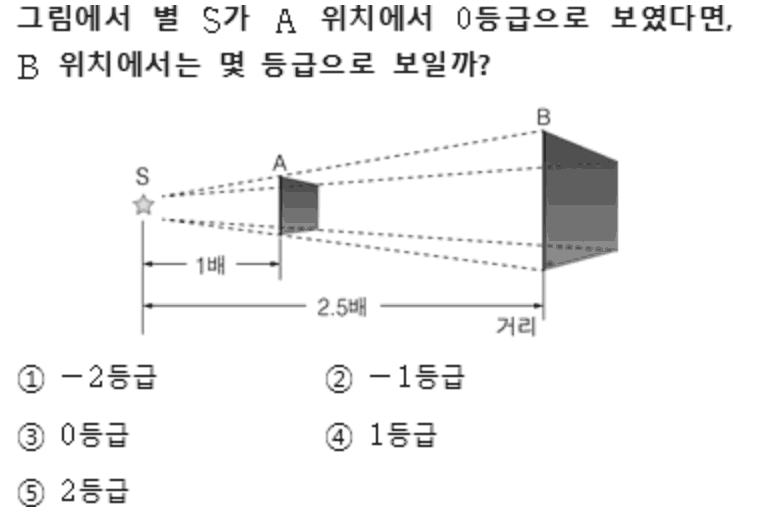 그림에서 별 S가 A 위치에서 0등급으로 보였다면,
B 위치에서는 몇 등급으로 보일까?
B
A
S
1배
2.5배
거리
① －2등급 ② －1등급
③ 0등급 ④ 1등급
⑤ 2등급